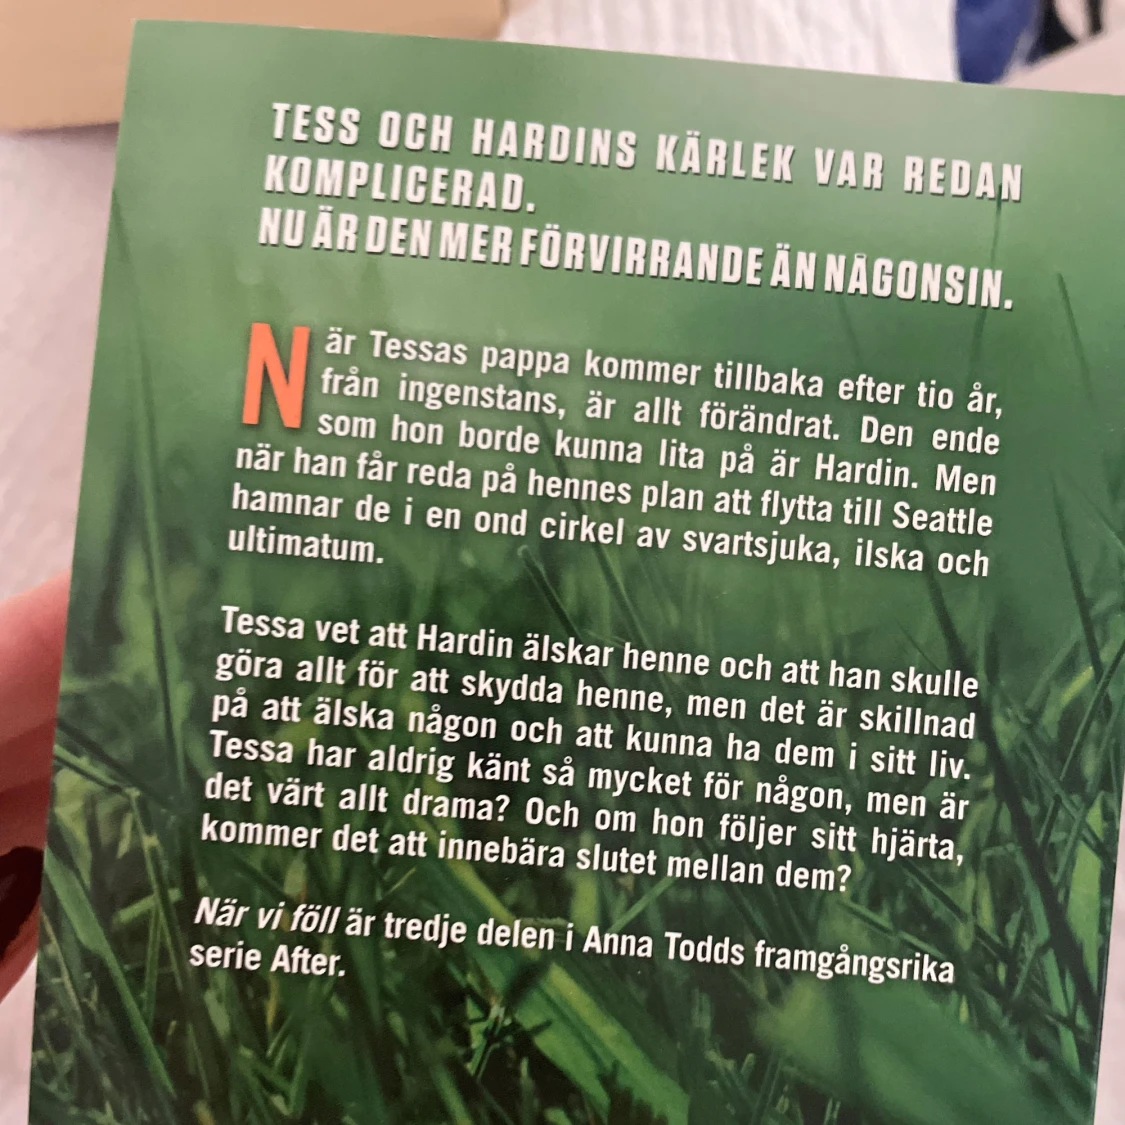 TESS OCH HARDINS KÄRLEK VAR REDAN
KOMPLICERAD.
NU ÄR DEN MER FÖRVIRRANDE ÄN NÅGONSIN.
När Tessas pappa kommer tillbaka efter tio år,
från ingenstans, är allt förändrat. Den ende
som hon borde kunna lita på är Hardin. Men
när han får reda på hennes plan att flytta till Seattle
hamnar de i en ond cirkel av svartsjuka, ilska och
ultimatum.
Tessa vet att Hardin älskar henne och att han skulle
göra allt för att skydda henne, men det är skillnad
på att älska någon och att kunna ha dem i sitt liv.
Tessa har aldrig känt så mycket för någon, men är
det värt allt drama? Och om hon följer sitt hjärta,
kommer det att innebära slutet mellan dem?
När vi föll är tredje delen i Anna Todds framgångsrika
serie After.